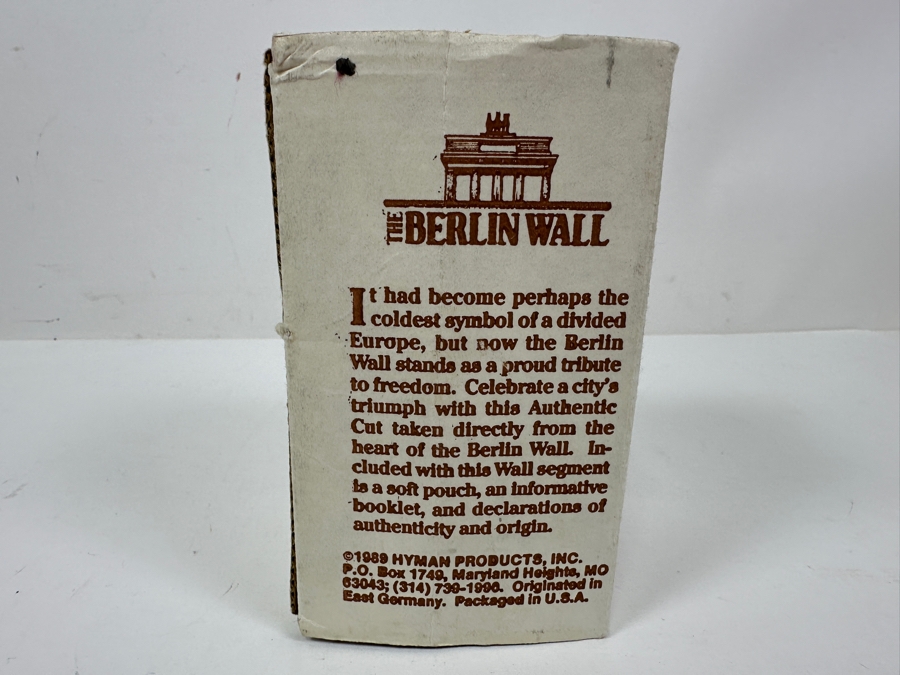 THE BERLIN WALL
It had become perhaps the
coldest symbol of a divided
Europe, but now the Berlin
Wall stands as a proud tribute
to freedom. Celebrate a city's
triumph with this Authentic
Cut taken directly from the
heart of the Berlin Wall. In-
cluded with this Wall segment
is a soft pouch, an informative
booklet, and declarations of
authenticity and origin.
©1989 HYMAN PRODUCTS, INC.
P.O. Box 1749, Maryland Heights, MO
63043; (314) 739-1996. Originated in
East Germany. Packaged in U.S.A.